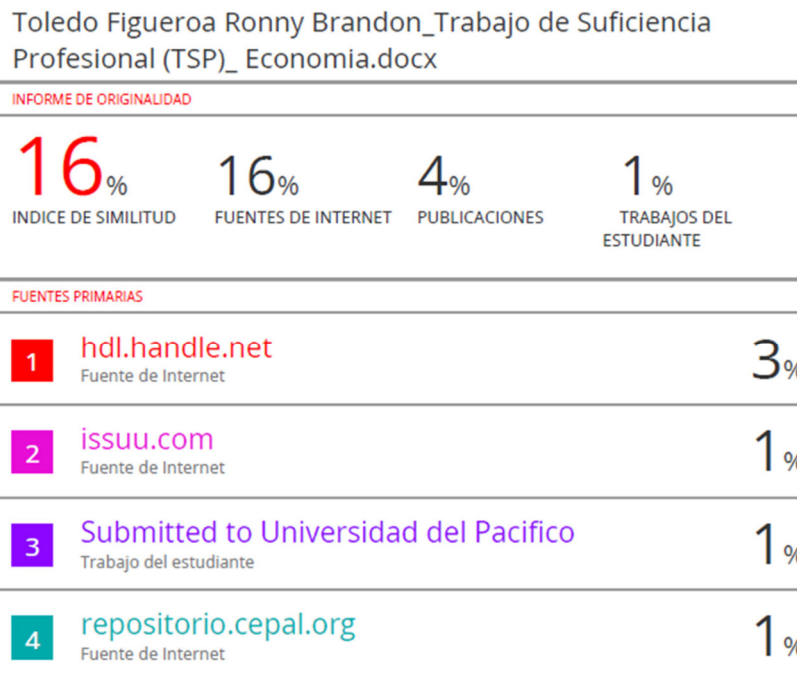 Toledo Figueroa Ronny Brandon_Trabajo de Suficiencia
Profesional (TSP)_ Economia.docx
INFORME DE ORIGINALIDAD
16% 16% 4% 1%
INDICE DE SIMILITUD FUENTES DE INTERNET PUBLICACIONES TRABAJOS DEL
ESTUDIANTE
FUENTES PRIMARIAS
1 hdl.handle.net 3%
Fuente de Internet
2 issuu.com 1%
Fuente de Internet
3 Submitted to Universidad del Pacifico 1%
Trabajo del estudiante
4 repositorio.cepal.org 1%
Fuente de Internet